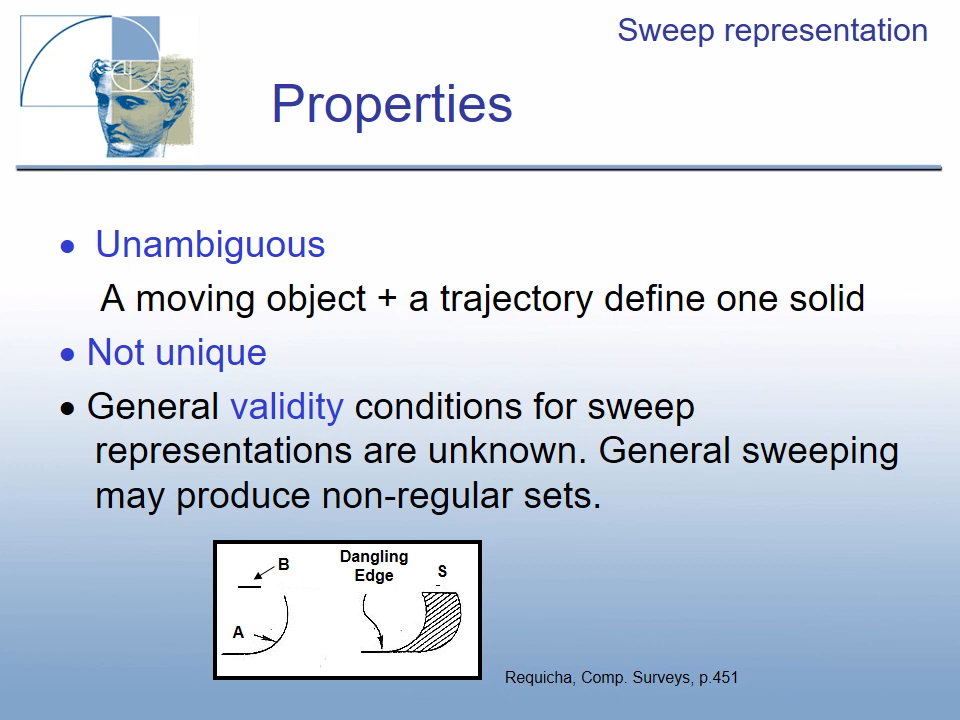 Sweep representation
Properties
• Unambiguous
A moving object + a trajectory define one solid
• Not unique
• General validity conditions for sweep
representations are unknown. General sweeping
may produce non-regular sets.
B
Dangling
Edge
S
A
Requicha, Comp. Surveys, p.451